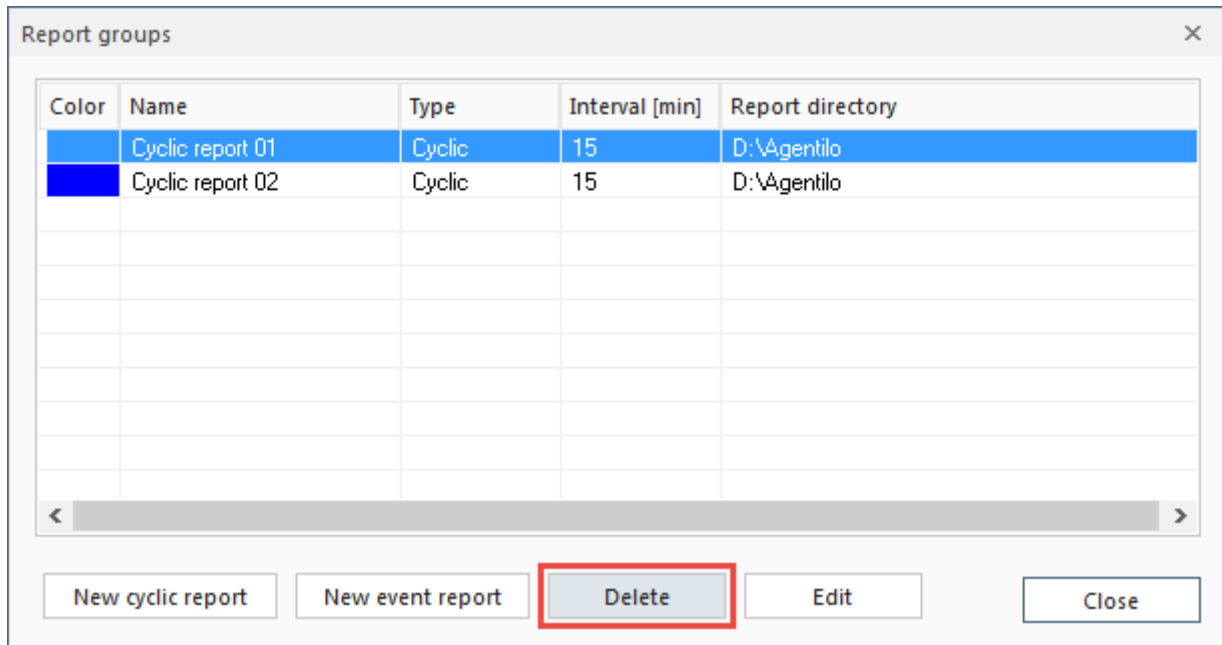 Report groups
Color Name Type Interval [min] Report directory
Cyclic report 01 Cyclic 15 D:\Agentilo
Cyclic report 02 Cyclic 15 D:\Agentilo
New cyclic report New event report Delete Edit Close